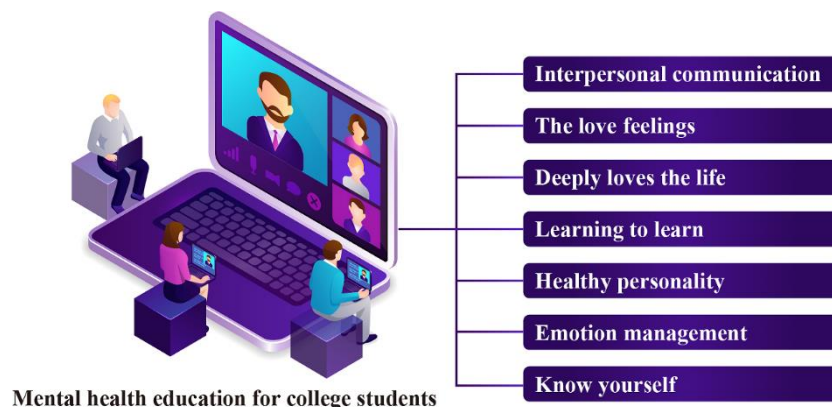 Interpersonal communication
The love feelings
Deeply loves the life
Learning to learn
Healthy personality
Emotion management
Know yourself
Mental health education for college students